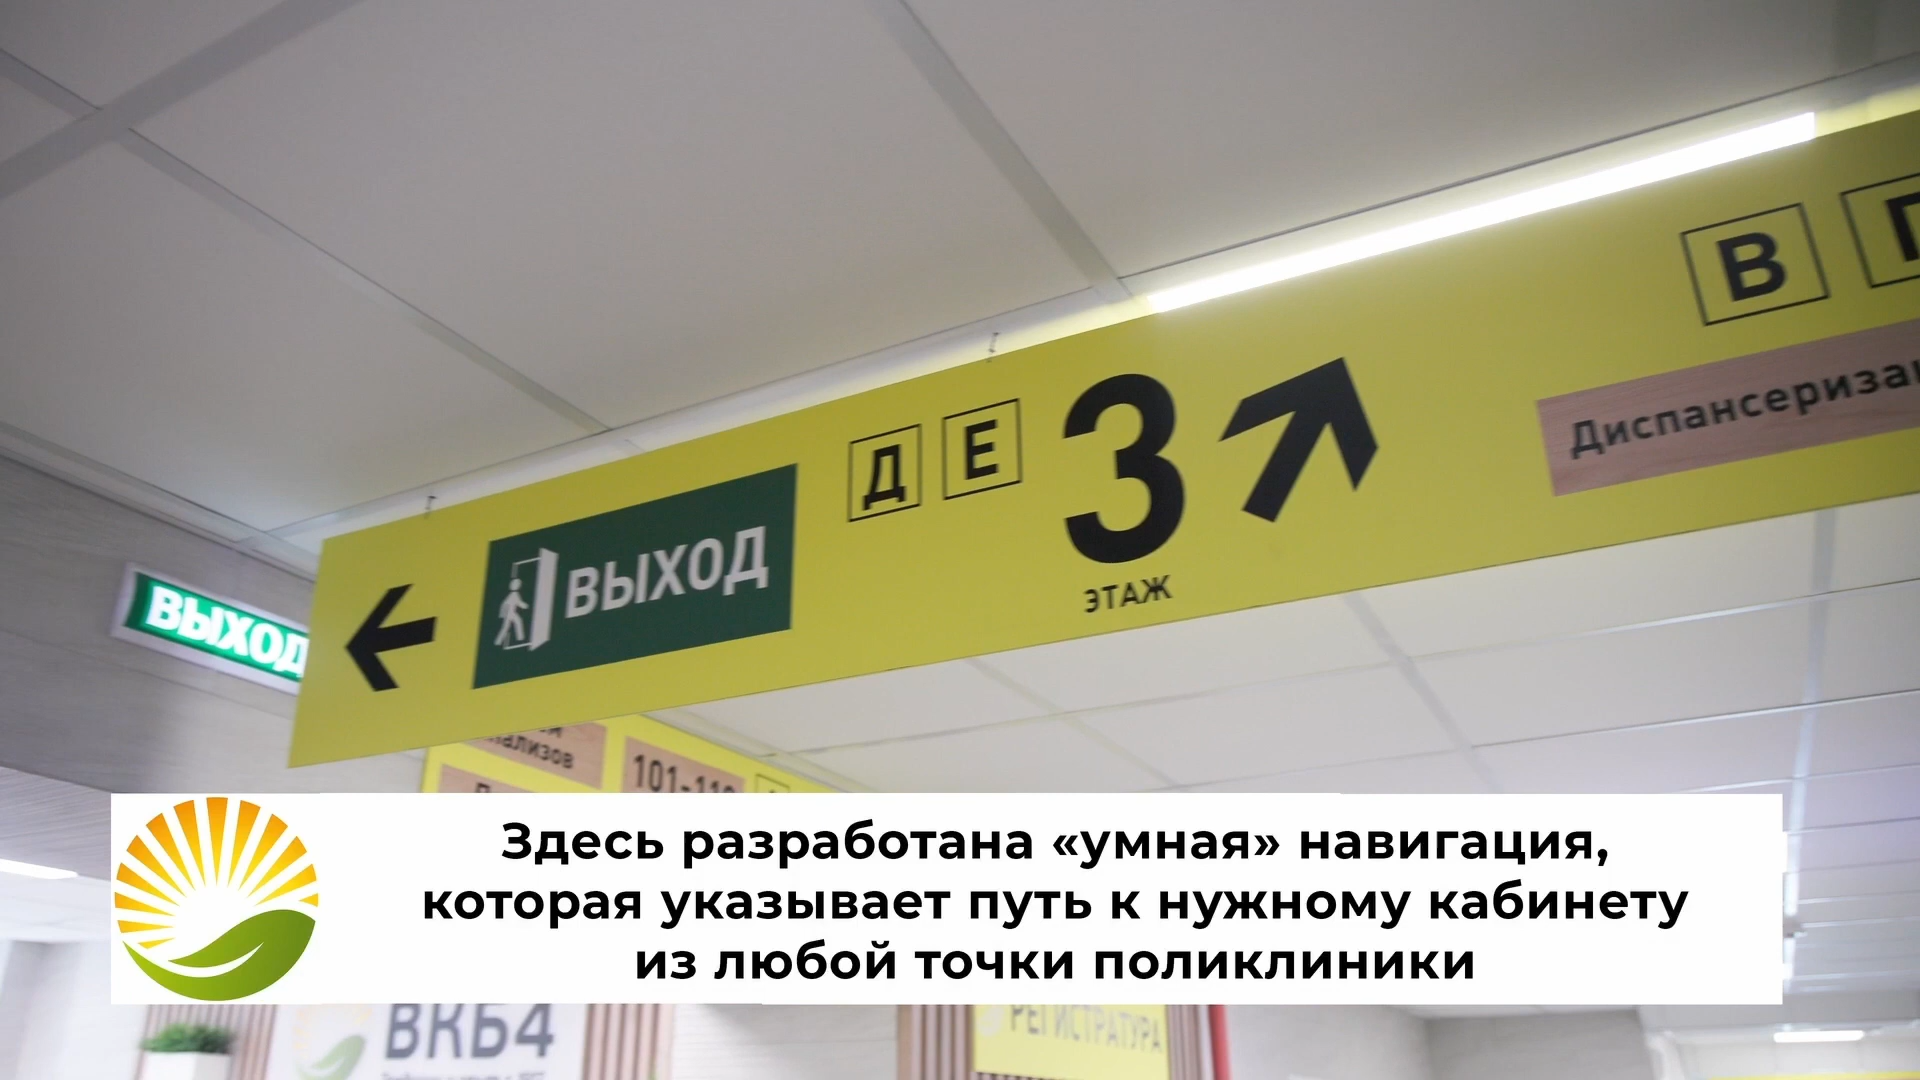 В
Д Е 3
Диспансериза
ЭТАЖ
ВЫХОД
ВЫХОД
нализов
101-11
Здесь разработана «умная» навигация,
которая указывает путь к нужному кабинету
из любой точки поликлиники
ВКБ4
РЕГИСТРАТУРА